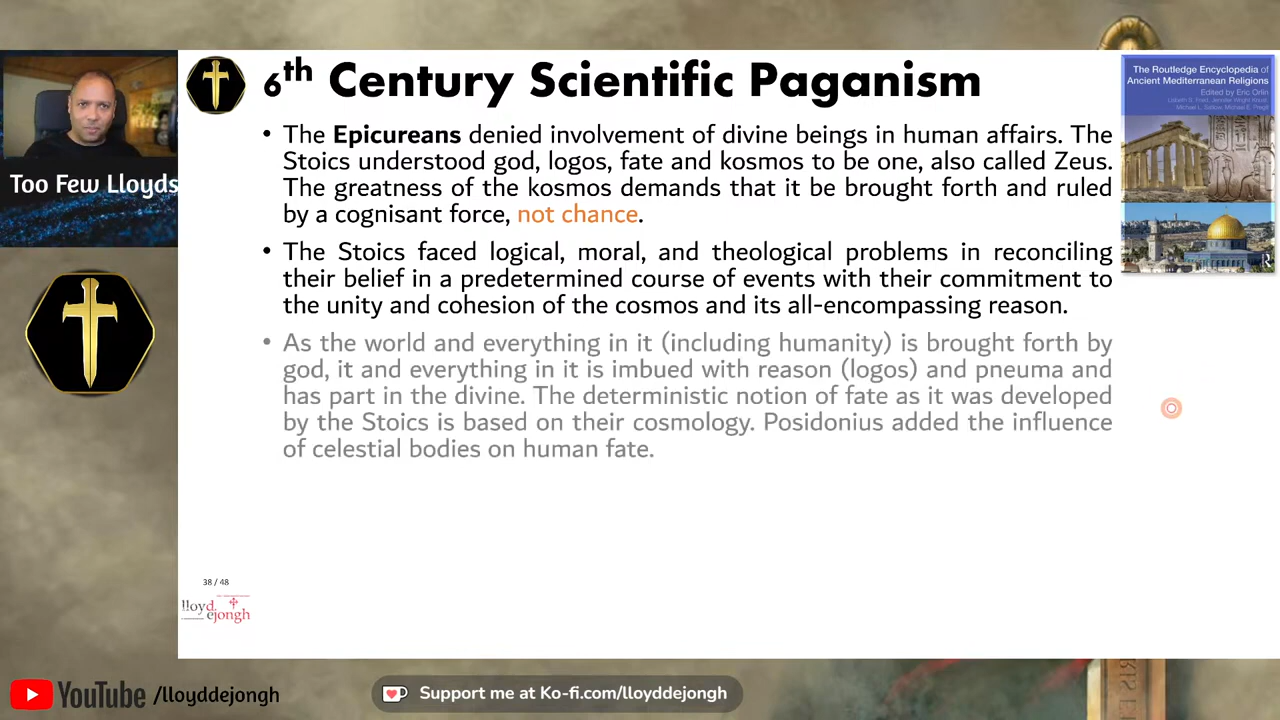 6th Century Scientific Paganism
• The Epicureans denied involvement of divine beings in human affairs. The
Stoics understood god, logos, fate and kosmos to be one, also called Zeus.
The greatness of the kosmos demands that it be brought forth and ruled
by a cognisant force, not chance.
• The Stoics faced logical, moral, and theological problems in reconciling
their belief in a predetermined course of events with their commitment to
the unity and cohesion of the cosmos and its all-encompassing reason.
• As the world and everything in it (including humanity) is brought forth by
god, it and everything in it is imbued with reason (logos) and pneuma and
has part in the divine. The deterministic notion of fate as it was developed
by the Stoics is based on their cosmology. Posidonius added the influence
of celestial bodies on human fate.
The Routledge Encyclopedia of
Ancient Mediterranean Religions
Edited by Eric Orlin
Too Few Lloyds
38 / 48
lloyd
ejongh
YouTube /lloyddejongh
Support me at Ko-fi.com/lloyddejongh